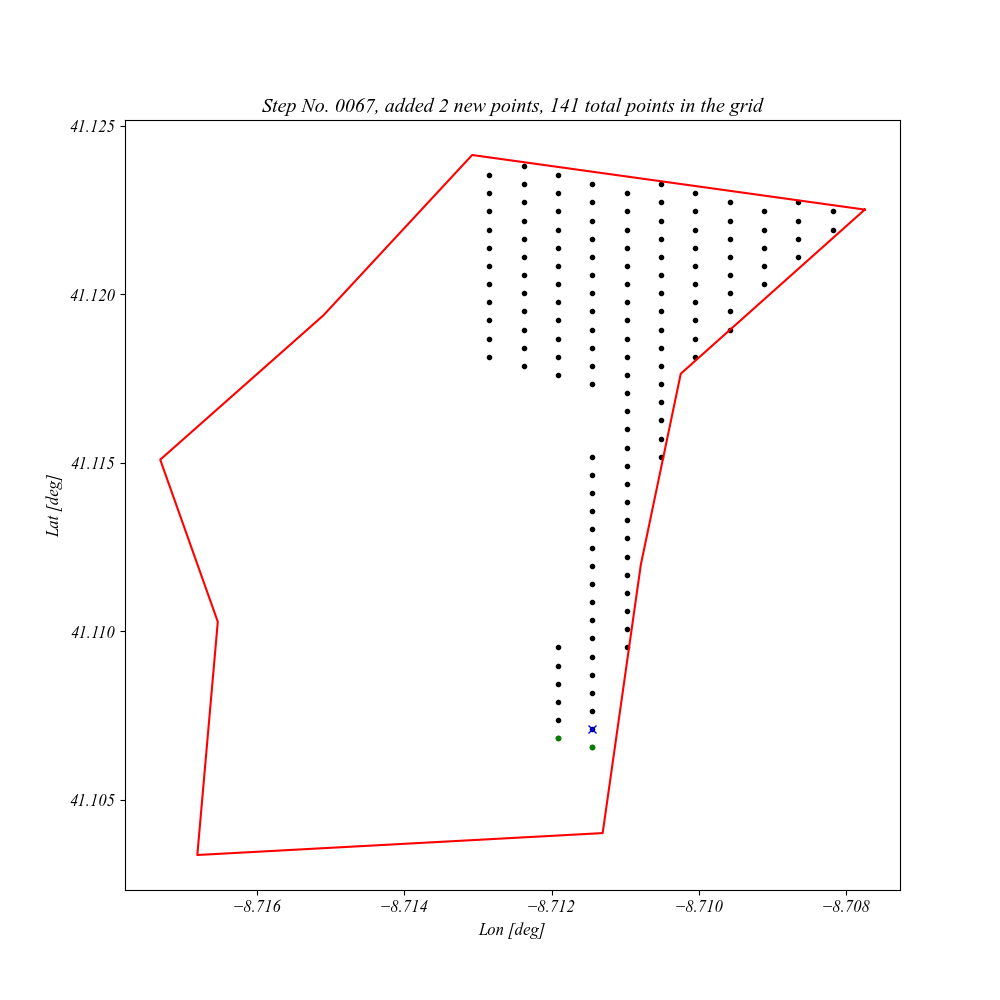 Step No. 0067, added 2 new points, 141 total points in the grid
41.125
41.120
41.115
41.110
41.105
Lat [deg]
−8.716 −8.714 −8.712 −8.710 −8.708
Lon [deg]